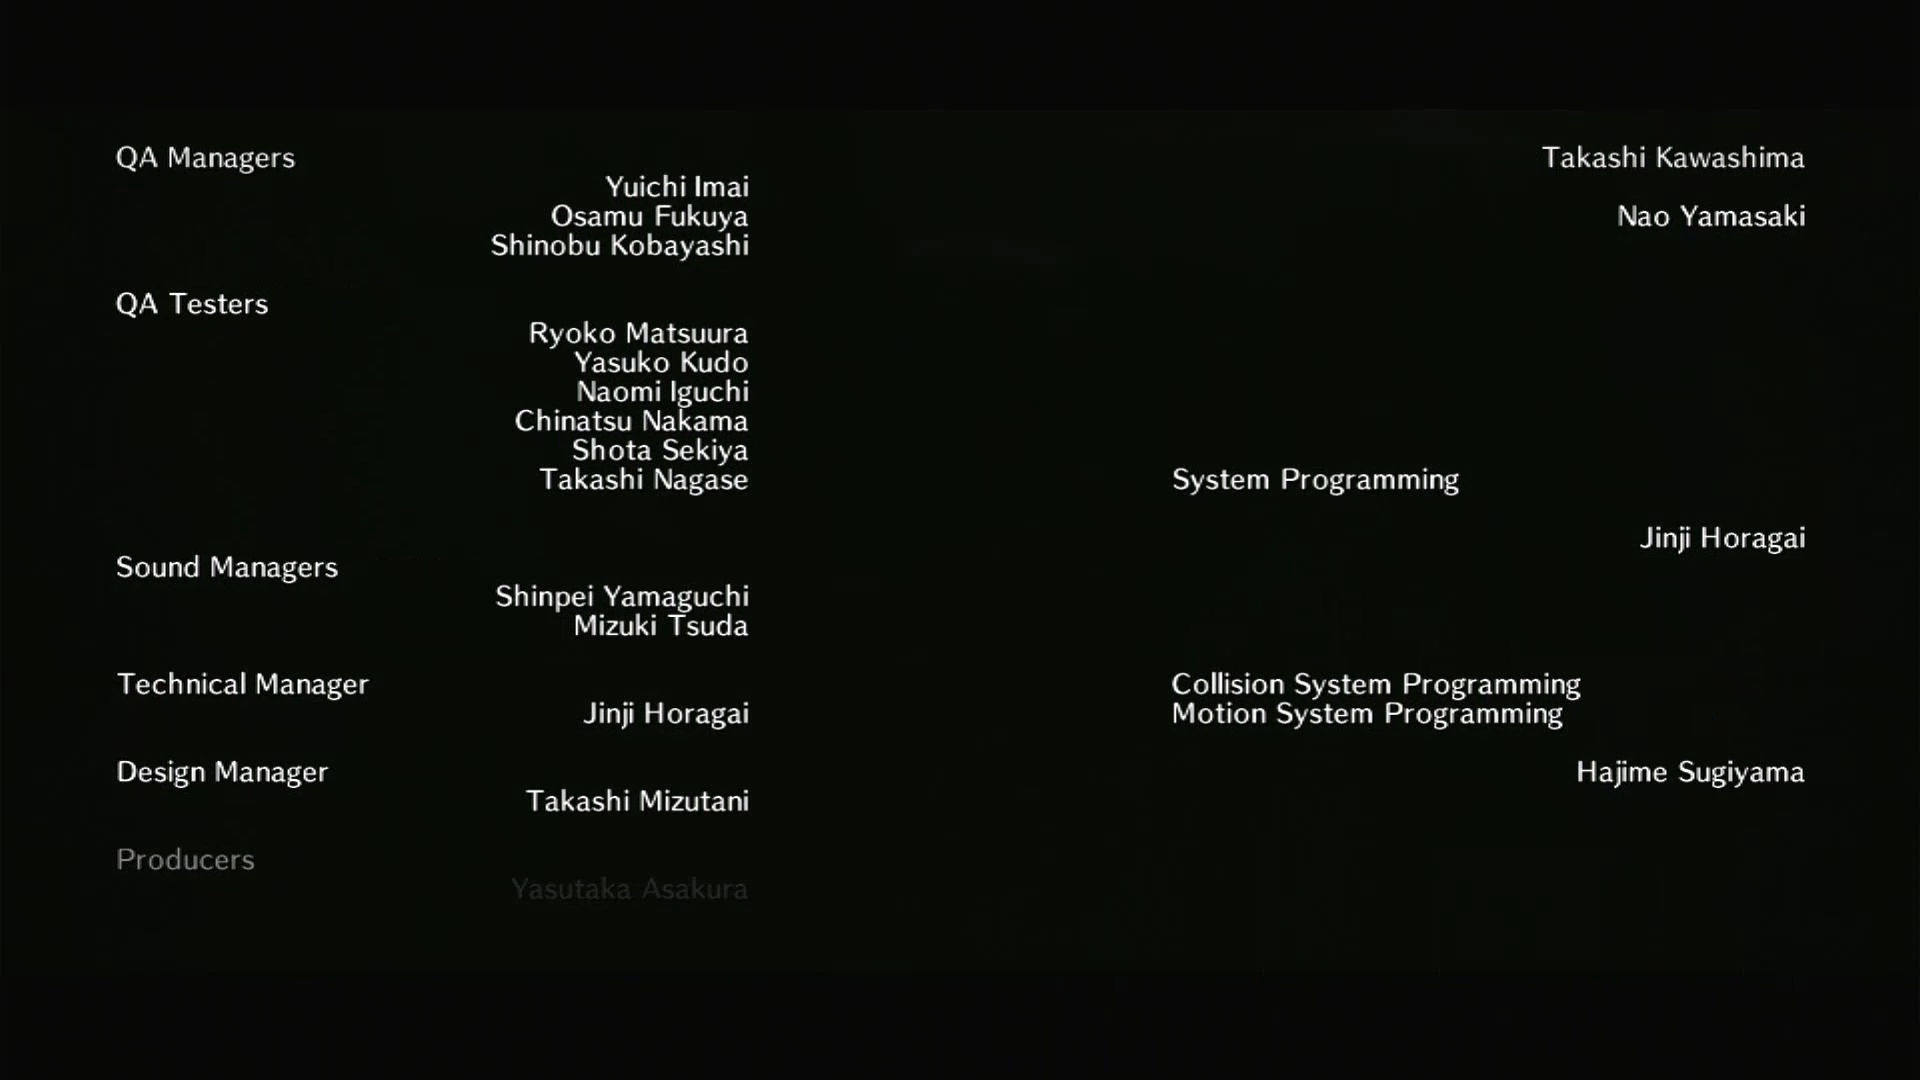 QA Managers
Yuichi Imai
Osamu Fukuya
Shinobu Kobayashi
QA Testers
Ryoko Matsuura
Yasuko Kudo
Naomi Iguchi
Chinatsu Nakama
Shota Sekiya
Takashi Nagase
Sound Managers
Shinpei Yamaguchi
Mizuki Tsuda
Technical Manager
Jinji Horagai
Design Manager
Takashi Mizutani
Producers
Yasutaka Asakura
Takashi Kawashima
Nao Yamasaki
System Programming
Jinji Horagai
Collision System Programming
Motion System Programming
Hajime Sugiyama